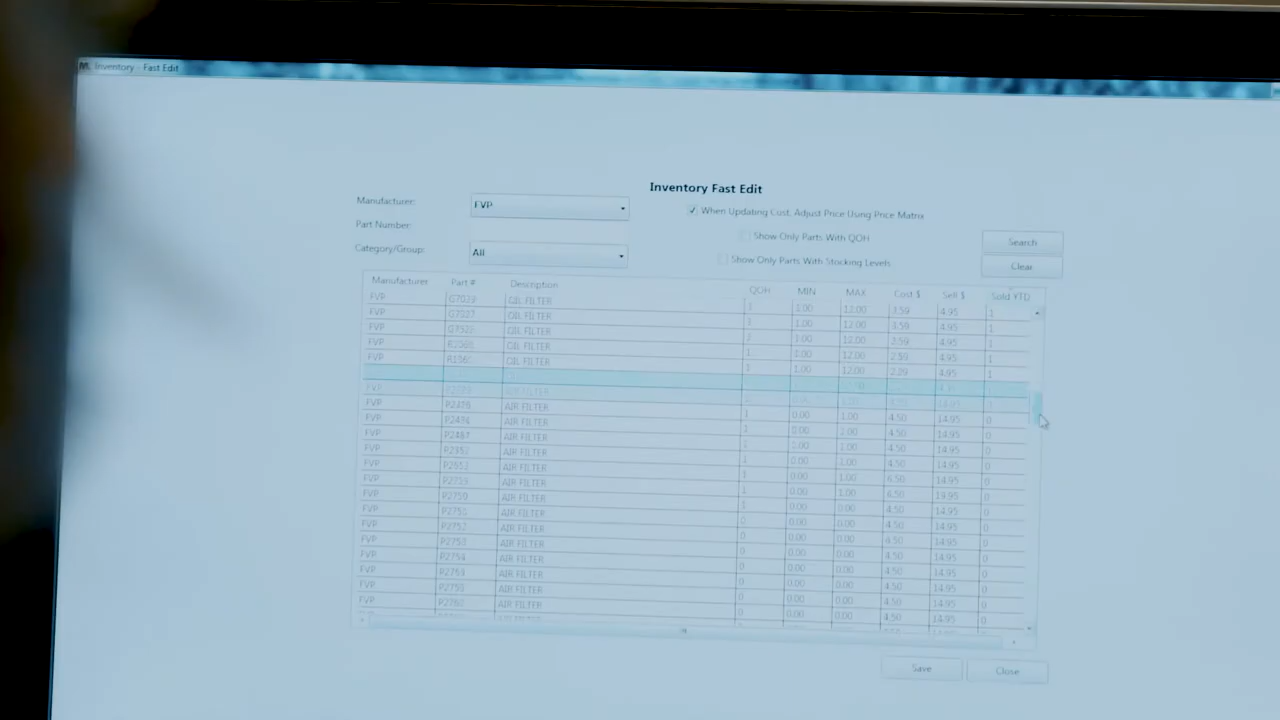 Inventory - Fast Edit
Inventory Fast Edit
Manufacturer: FVP
When Updating Cost, Adjust Price Using Price Matrix
Part Number:
Show Only Parts With QOH
Search
Category/Group: All
Show Only Parts With Stocking Levels
Clear
Manufacturer Part # Description QOH MIN MAX Cost $ Sell $ Sold YTD
FVP OIL FILTER 1 1.00 12.00 3.59 4.95 1
FVP OIL FILTER 1.00 12.00 3.59 4.95 1
FVP OIL FILTER 1.00 12.00 4.95 1
FVP OIL FILTER 1 12.00 4.95 1
FVP OIL FILTER 1 1.00 12.00 4.95 1
FVP AIR FILTER
FVP P2476 AIR FILTER 1 0.00 1.00 4.50 14.95 0
FVP AIR FILTER 1 0.00 4.50 14.95 0
FVP P2487 AIR FILTER 1 0.00 4.50 14.95 0
FVP AIR FILTER 1 0.00 1.00 4.50 14.95 0
FVP AIR FILTER 1 0.00 1.00 6.50 14.95 0
FVP AIR FILTER 1 0.00 1.00 6.50 0
FVP P2750 AIR FILTER 1 0.00 0.00 4.50 14.95 0
FVP AIR FILTER 0 0.00 0.00 4.50 14.95 0
FVP P2752 AIR FILTER 0 0.00 0.00 4.50 14.95 0
FVP AIR FILTER 0 0.00 0.00 4.50 14.95 0
FVP P2754 AIR FILTER 0 0.00 0.00 4.50 14.95 0
FVP AIR FILTER 0 0.00 0.00 4.50 14.95 0
FVP AIR FILTER 0 0.00 0.00 4.50 14.95 0
FVP P2760 AIR FILTER 0 0.00 0.00 4.50 14.95 0
Save Close